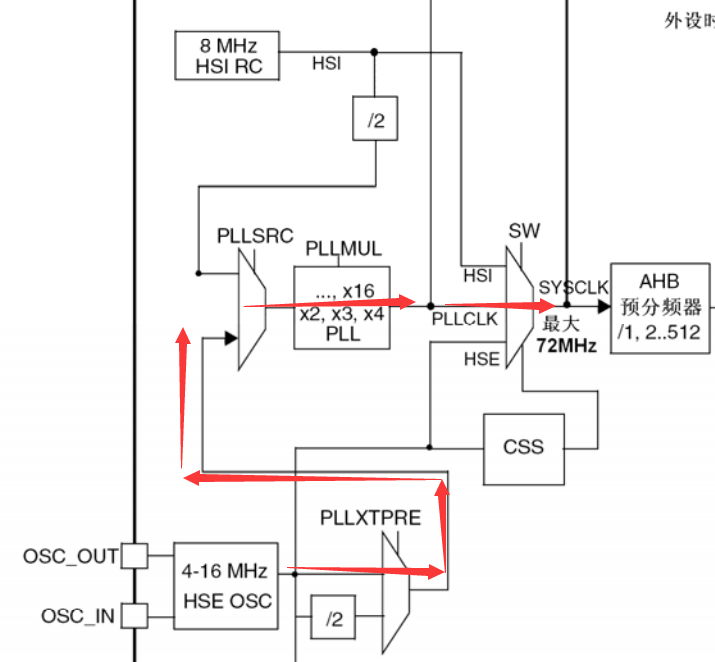 外设时
8 MHz
HSI RC
HSI
/2
PLLSRC
PLLMUL
SW
..., x16
x2, x3, x4
PLL
HSI
PLLCLK
HSE
SYSCLK
最大
72MHz
AHB
预分频器
/1, 2..512
CSS
PLLXTPRE
OSC_OUT
OSC_IN
4-16 MHz
HSE OSC
/2